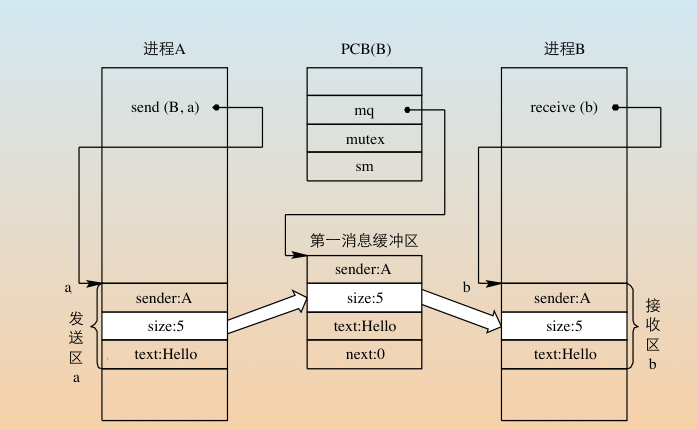 进程A
PCB(B)
进程B
send (B, a)
mq
mutex
sm
receive (b)
第一消息缓冲区
a
sender:A
size:5
text:Hello
发送区a
sender:A
size:5
text:Hello
next:0
b
sender:A
size:5
text:Hello
接收区b